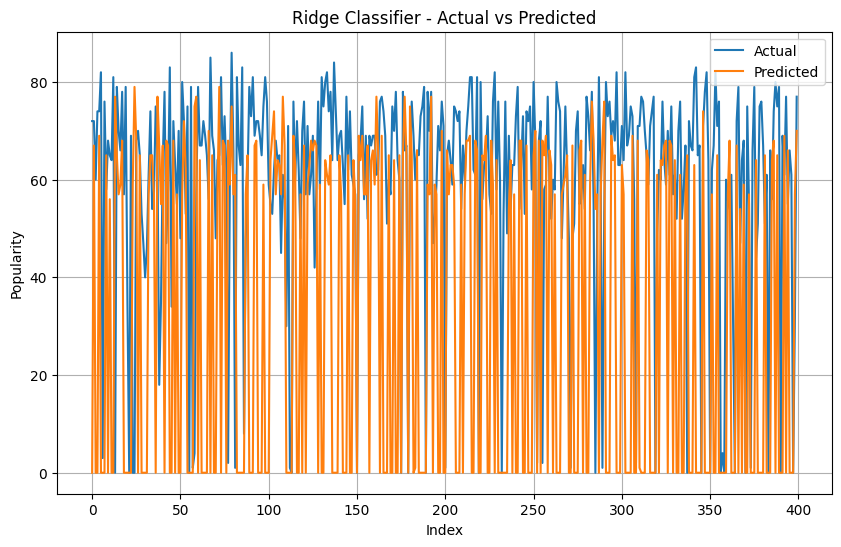 Ridge Classifier - Actual vs Predicted
Actual
Predicted
Popularity
80
60
40
20
0
0 50 100 150 200 250 300 350 400
Index